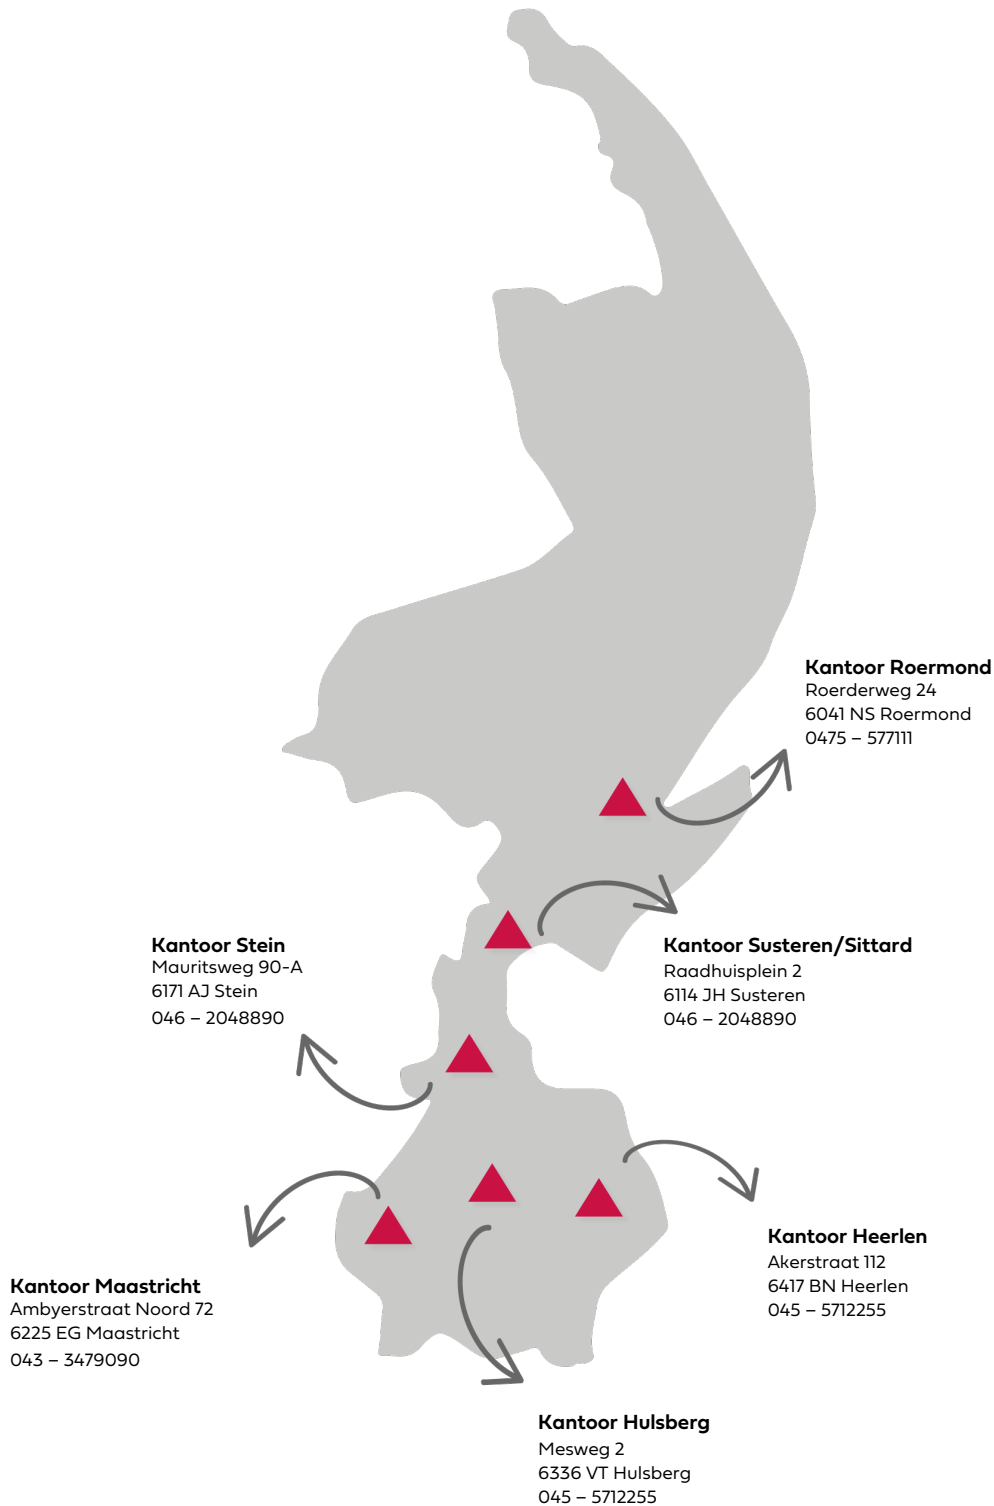 Kantoor Roermond
Roerderweg 24
6041 NS Roermond
0475 – 577111
Kantoor Stein
Mauritsweg 90-A
6171 AJ Stein
046 – 2048890
Kantoor Susteren/Sittard
Raadhuisplein 2
6114 JH Susteren
046 – 2048890
Kantoor Heerlen
Akerstraat 112
6417 BN Heerlen
045 – 5712255
Kantoor Maastricht
Ambyerstraat Noord 72
6225 EG Maastricht
043 – 3479090
Kantoor Hulsberg
Mesweg 2
6336 VT Hulsberg
045 – 5712255